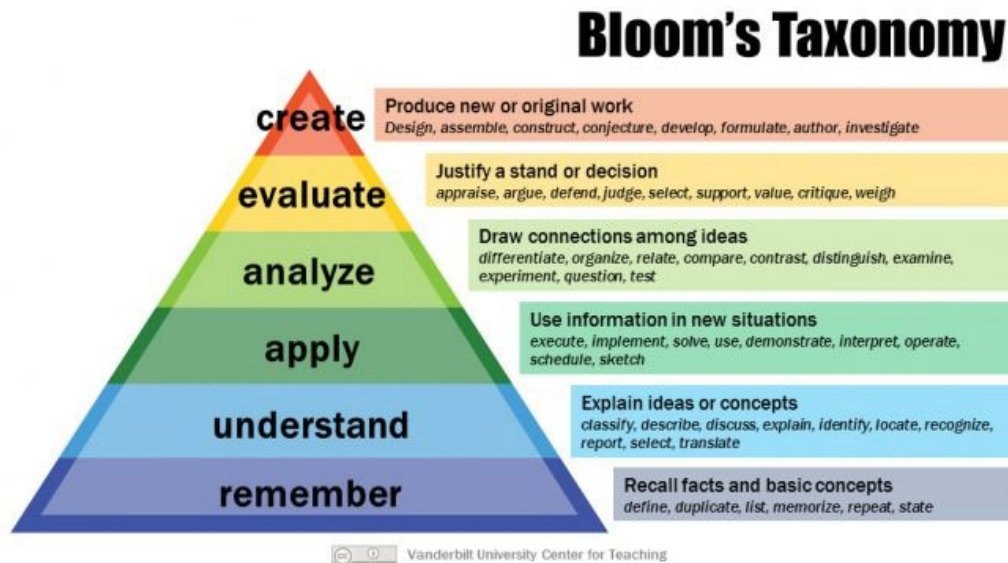 Bloom's Taxonomy
create
Produce new or original work
Design, assemble, construct, conjecture, develop, formulate, author, investigate
evaluate
Justify a stand or decision
appraise, argue, defend, judge, select, support, value, critique, weigh
analyze
Draw connections among ideas
differentiate, organize, relate, compare, contrast, distinguish, examine,
experiment, question, test
apply
Use information in new situations
execute, implement, solve, use, demonstrate, interpret, operate,
schedule, sketch
understand
Explain ideas or concepts
classify, describe, discuss, explain, identify, locate, recognize,
report, select, translate
remember
Recall facts and basic concepts
define, duplicate, list, memorize, repeat, state
cc
Vanderbilt University Center for Teaching